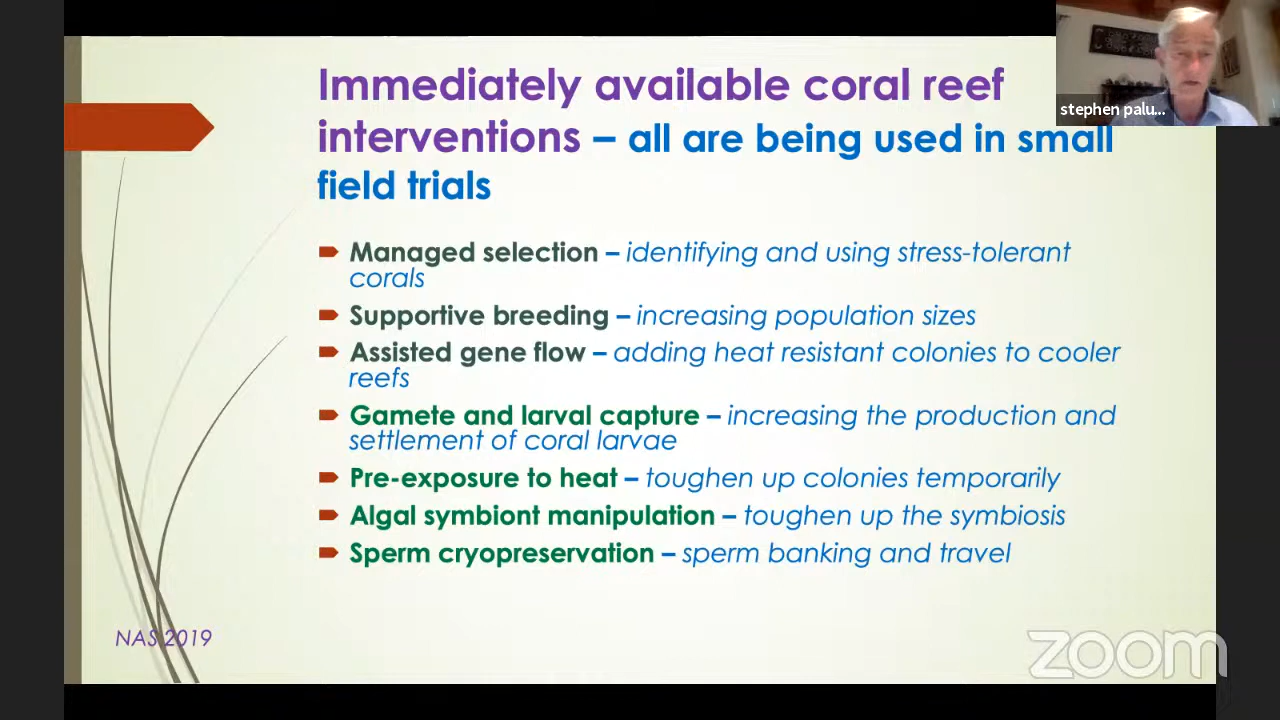 Immediately available coral reef
interventions – all are being used in small
field trials
stephen palu...
Managed selection – identifying and using stress-tolerant
corals
Supportive breeding – increasing population sizes
Assisted gene flow – adding heat resistant colonies to cooler
reefs
Gamete and larval capture – increasing the production and
settlement of coral larvae
Pre-exposure to heat – toughen up colonies temporarily
Algal symbiont manipulation – toughen up the symbiosis
Sperm cryopreservation – sperm banking and travel
NAS 2019
zoom